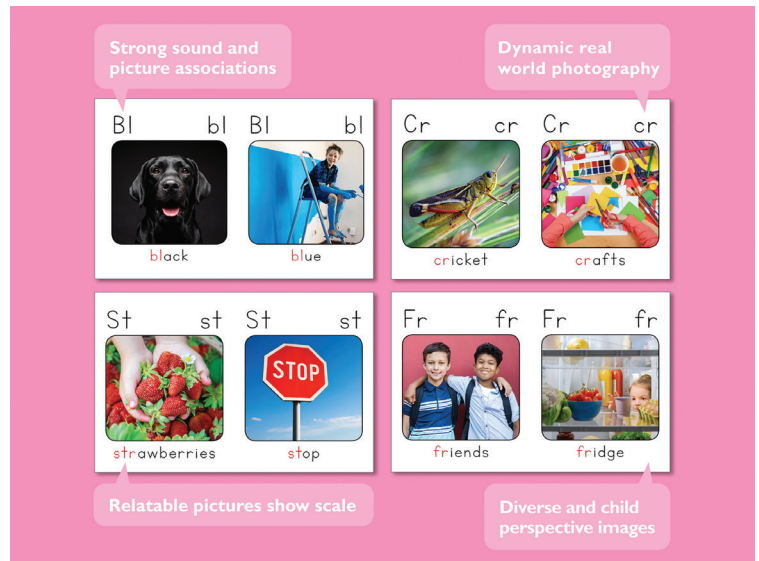 Strong sound and
picture associations
Dynamic real
world photography
Bl bl Bl bl
black blue
Cr cr Cr cr
cricket crafts
St st St st
STOP
strawberries stop
Fr fr Fr fr
friends fridge
Relatable pictures show scale
Diverse and child
perspective images